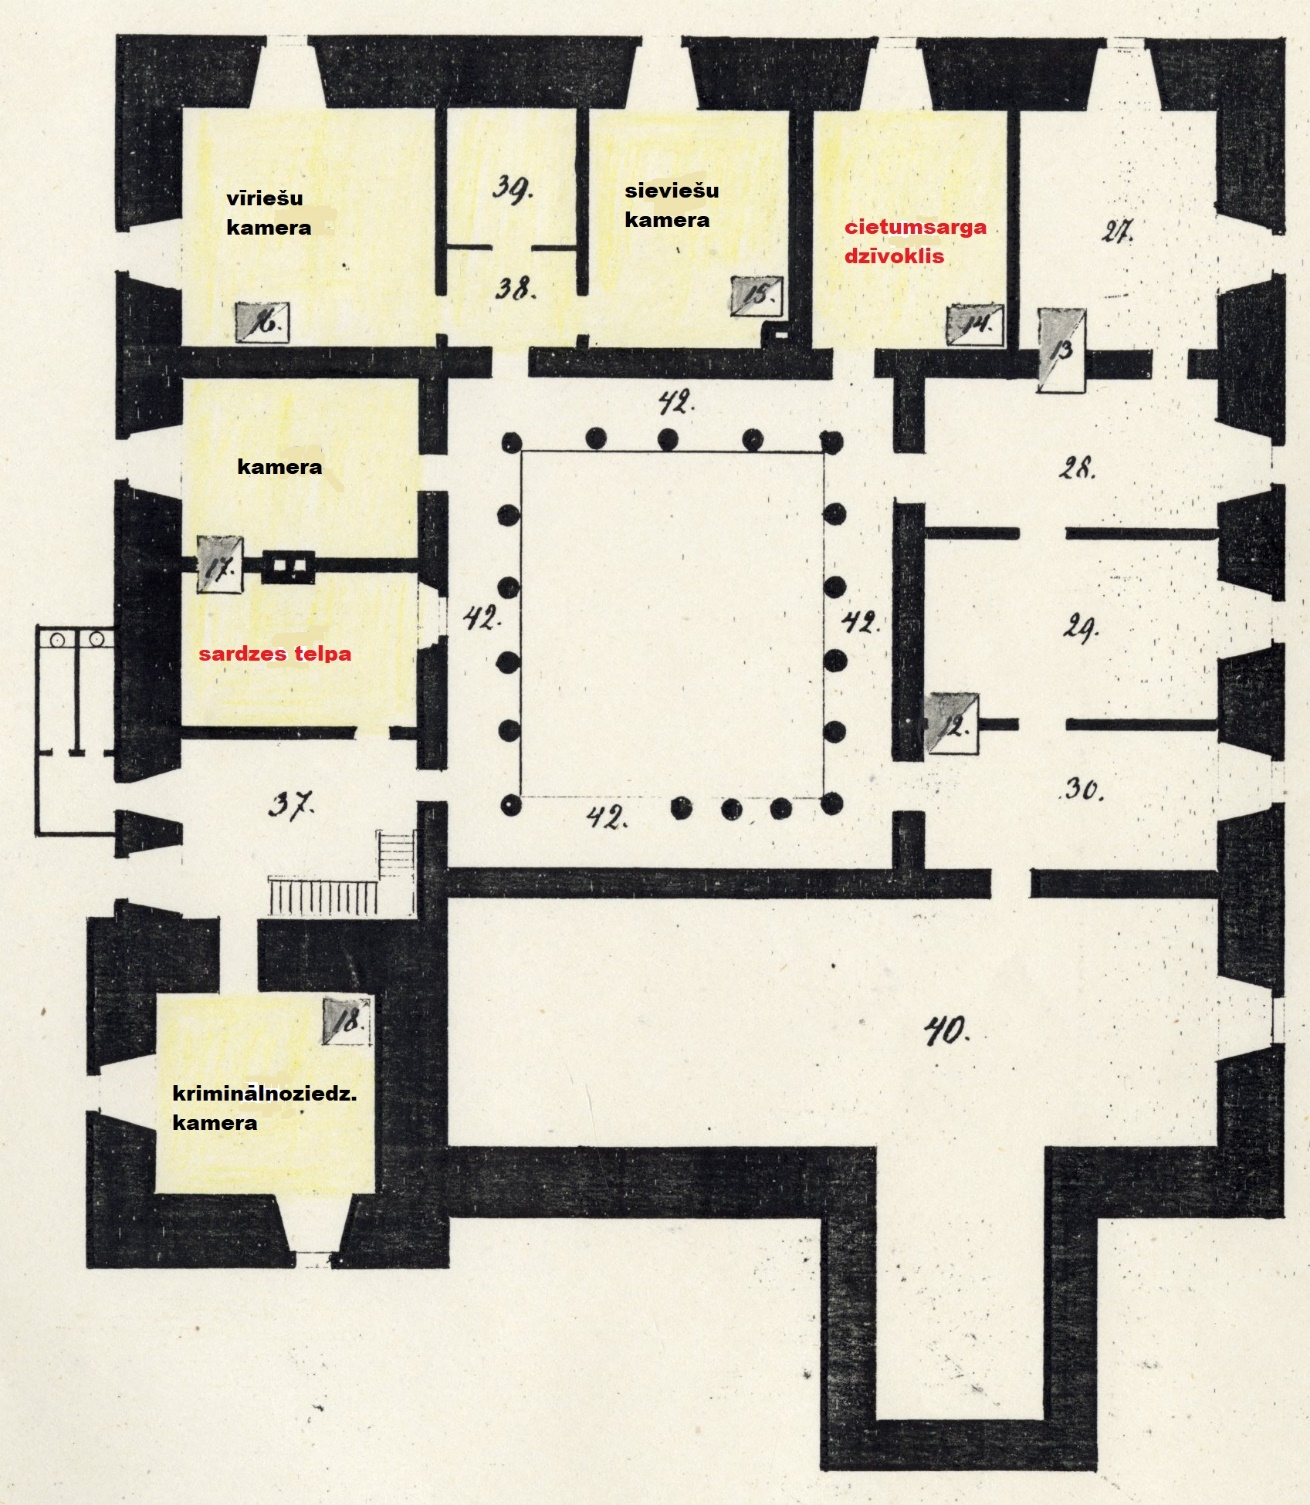 vīriešu
kamera
39.
sieviešu
kamera
cietumsarga
dzīvoklis
27.
38.
15.
16.
14.
13
42.
kamera
28.
17.
42.
42.
29.
sardzes telpa
12.
37.
42.
30.
18.
40.
kriminālnoziedz.
kamera